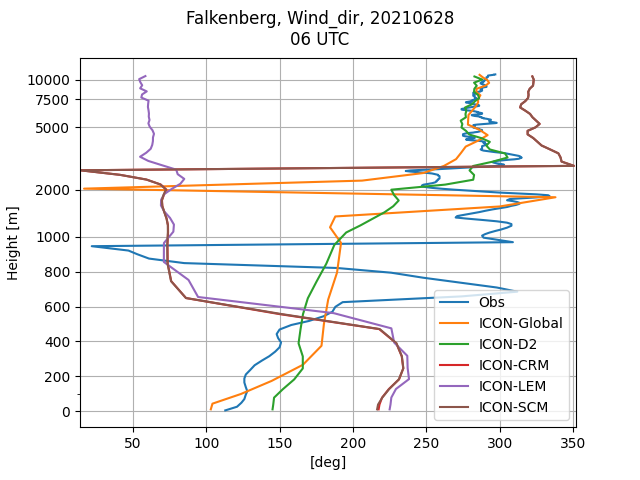 Falkenberg, Wind_dir, 20210628
06 UTC
10000
7500
5000
2000
1000
800
600
400
200
0
Height [m]
Obs
ICON-Global
ICON-D2
ICON-CRM
ICON-LEM
ICON-SCM
50 100 150 200 250 300 350
[deg]